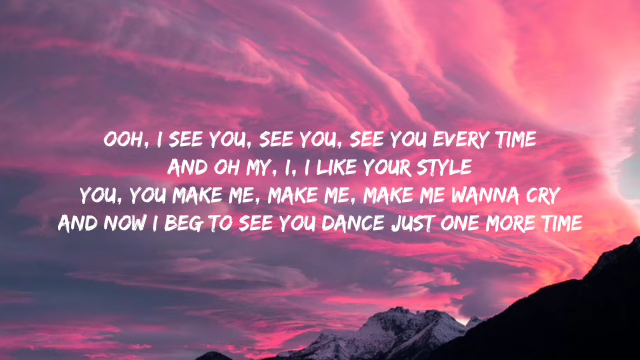 OOH, I SEE YOU, SEE YOU, SEE YOU EVERY TIME
AND OH MY, I, I LIKE YOUR STYLE
YOU, YOU MAKE ME, MAKE ME, MAKE ME WANNA CRY
AND NOW I BEG TO SEE YOU DANCE JUST ONE MORE TIME